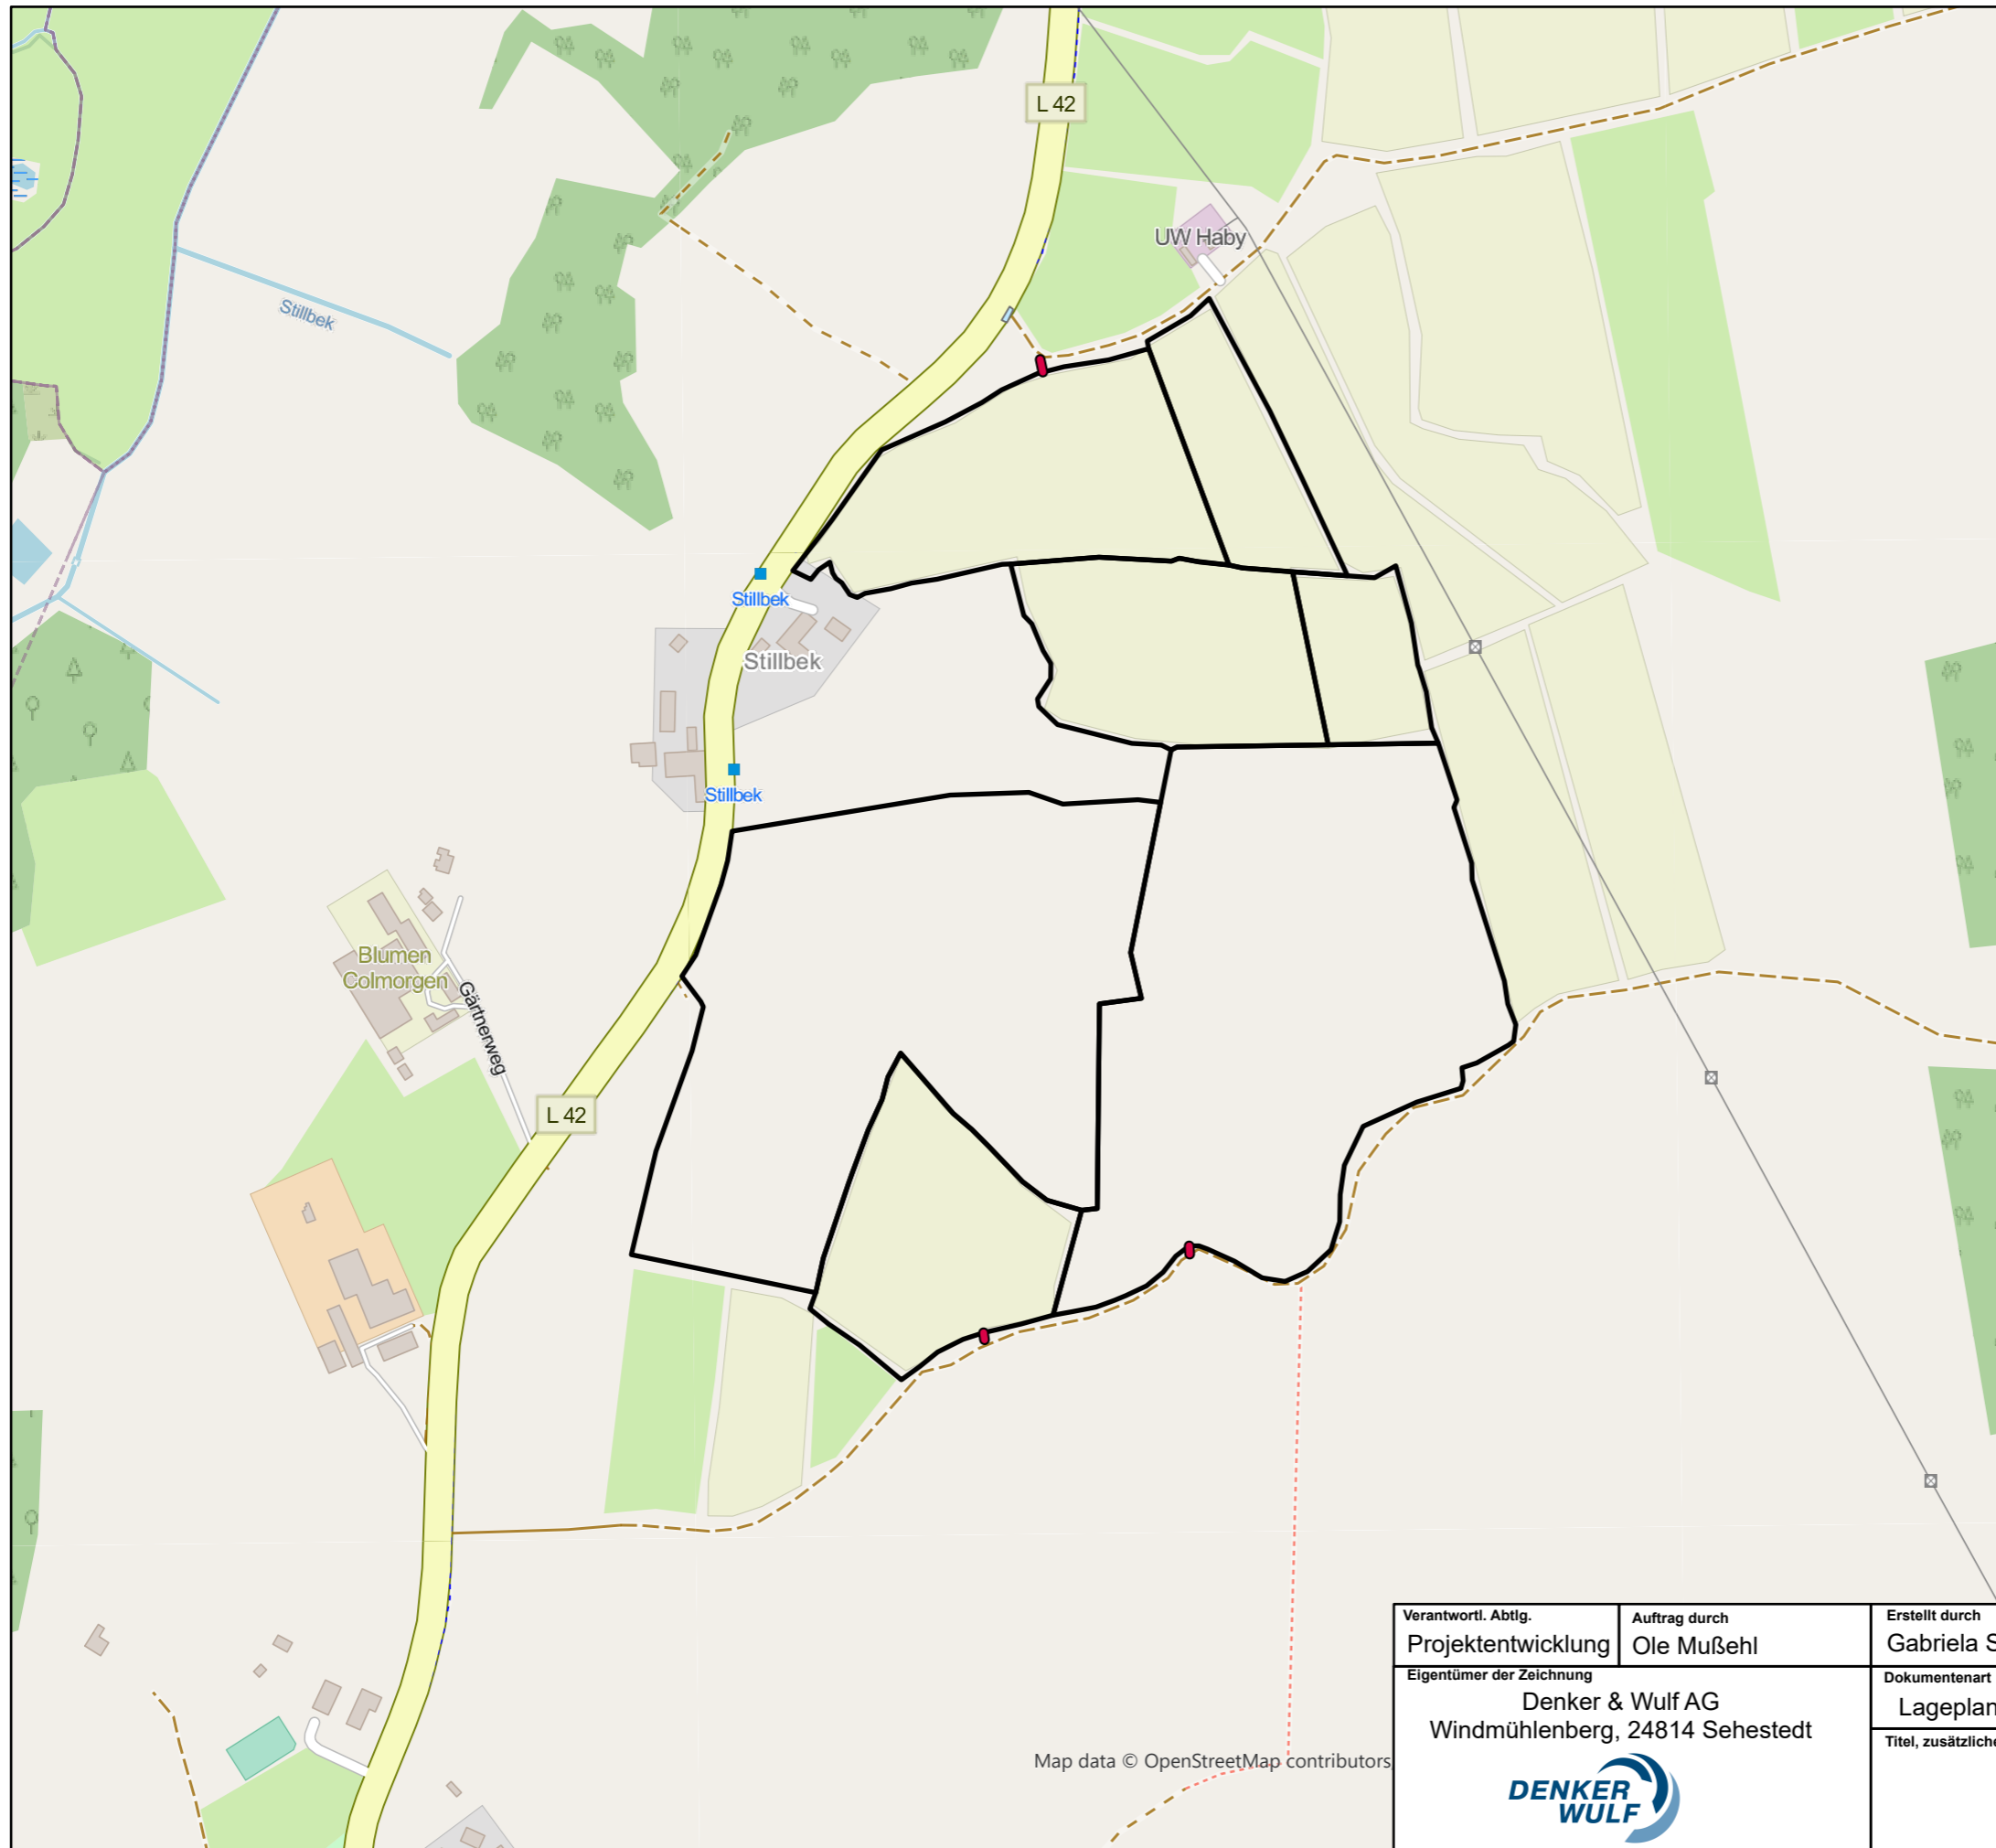 L 42
UW Haby
Stillbek
Stillbek
Stillbek
Stillbek
Blumen
Colmorgen
Gärtnerweg
L 42
Map data © OpenStreetMap contributors,
Verantwortl. Abtlg.
Projektentwicklung
Auftrag durch
Ole Mußehl
Erstellt durch
Gabriela S
Eigentümer der Zeichnung
Denker & Wulf AG
Windmühlenberg, 24814 Sehestedt
DENKER
WULF
Dokumentenart
Lageplan
Titel, zusätzliche